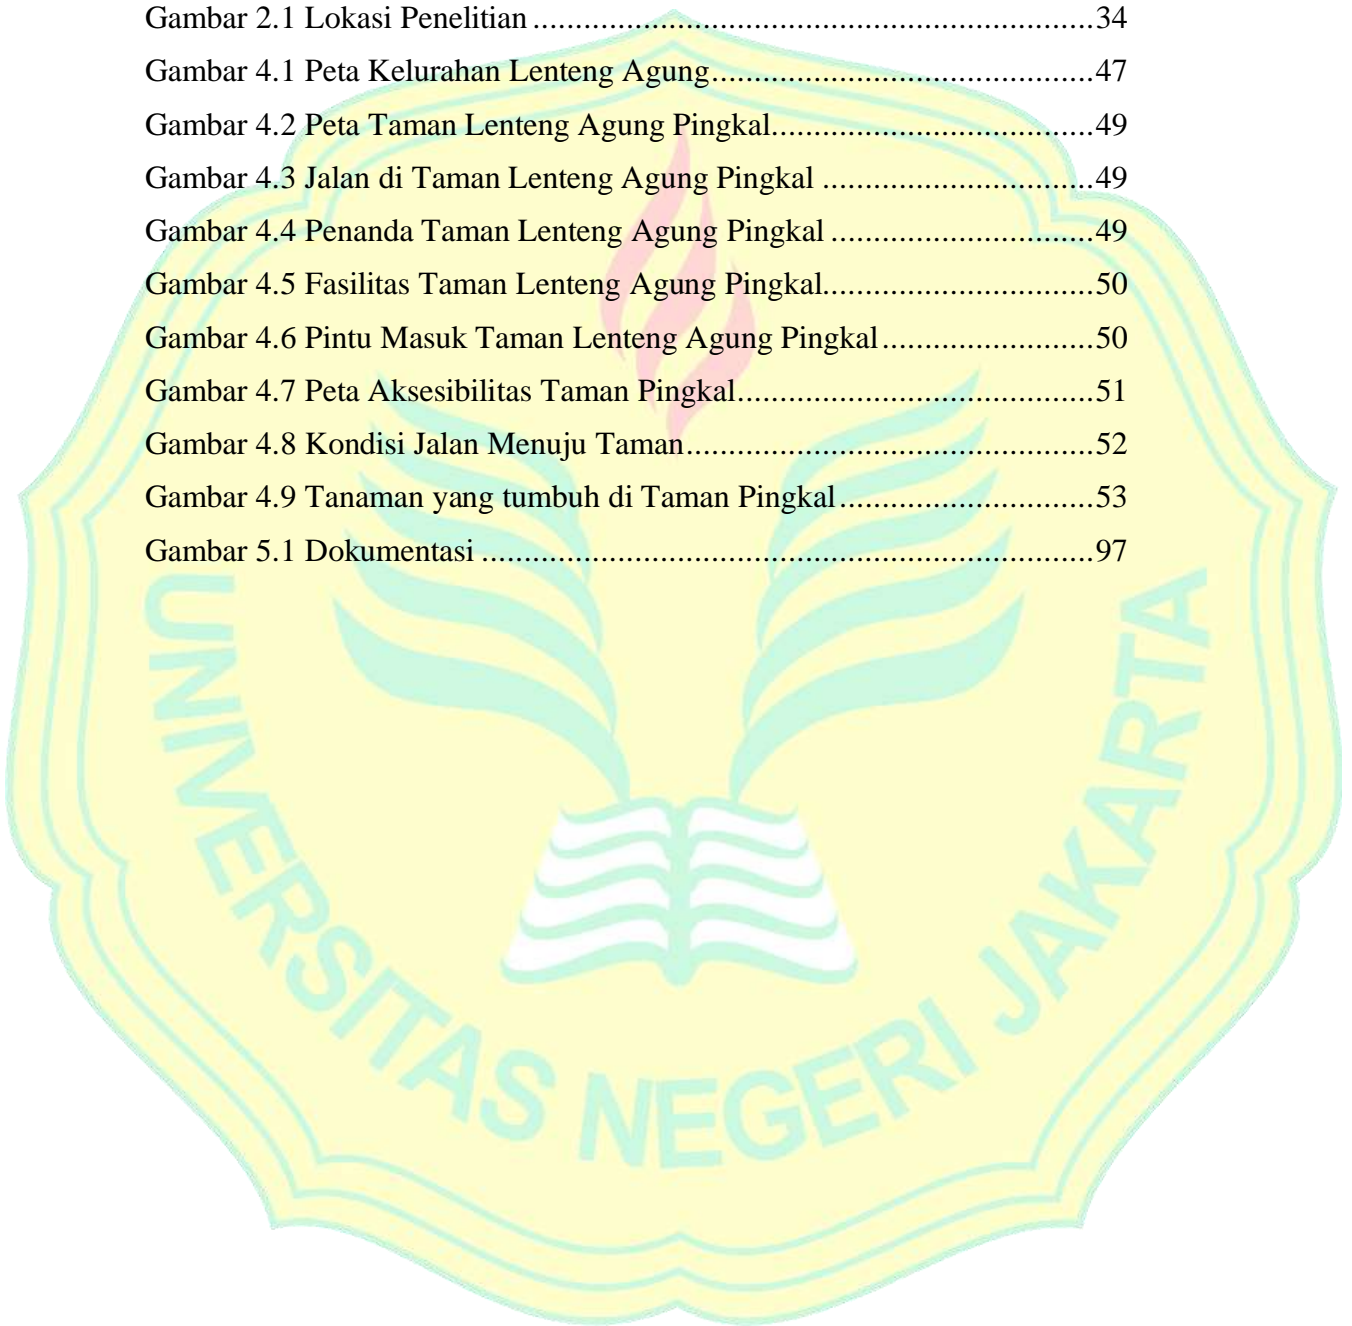 Gambar 2.1 Lokasi Penelitian ................................................................... 34
Gambar 4.1 Peta Kelurahan Lenteng Agung............................................. 47
Gambar 4.2 Peta Taman Lenteng Agung Pingkal...................................... 49
Gambar 4.3 Jalan di Taman Lenteng Agung Pingkal ................................ 49
Gambar 4.4 Penanda Taman Lenteng Agung Pingkal ............................... 49
Gambar 4.5 Fasilitas Taman Lenteng Agung Pingkal................................ 50
Gambar 4.6 Pintu Masuk Taman Lenteng Agung Pingkal ......................... 50
Gambar 4.7 Peta Aksesibilitas Taman Pingkal.......................................... 51
Gambar 4.8 Kondisi Jalan Menuju Taman................................................ 52
Gambar 4.9 Tanaman yang tumbuh di Taman Pingkal .............................. 53
Gambar 5.1 Dokumentasi ......................................................................... 97
UNIVERSITAS NEGERI JAKARTA